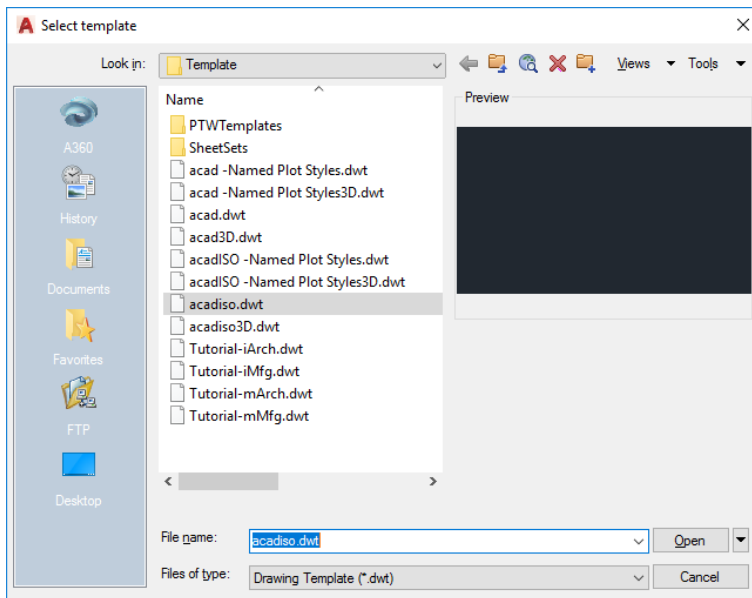 Select template
Look in: Template Views Tools
A360
History
Documents
Favorites
FTP
Desktop
Name
PTWTemplates
SheetSets
acad -Named Plot Styles.dwt
acad -Named Plot Styles3D.dwt
acad.dwt
acad3D.dwt
acadISO -Named Plot Styles.dwt
acadISO -Named Plot Styles3D.dwt
acadiso.dwt
acadiso3D.dwt
Tutorial-iArch.dwt
Tutorial-iMfg.dwt
Tutorial-mArch.dwt
Tutorial-mMfg.dwt
Preview
File name: acadiso.dwt Open
Files of type: Drawing Template (*.dwt) Cancel